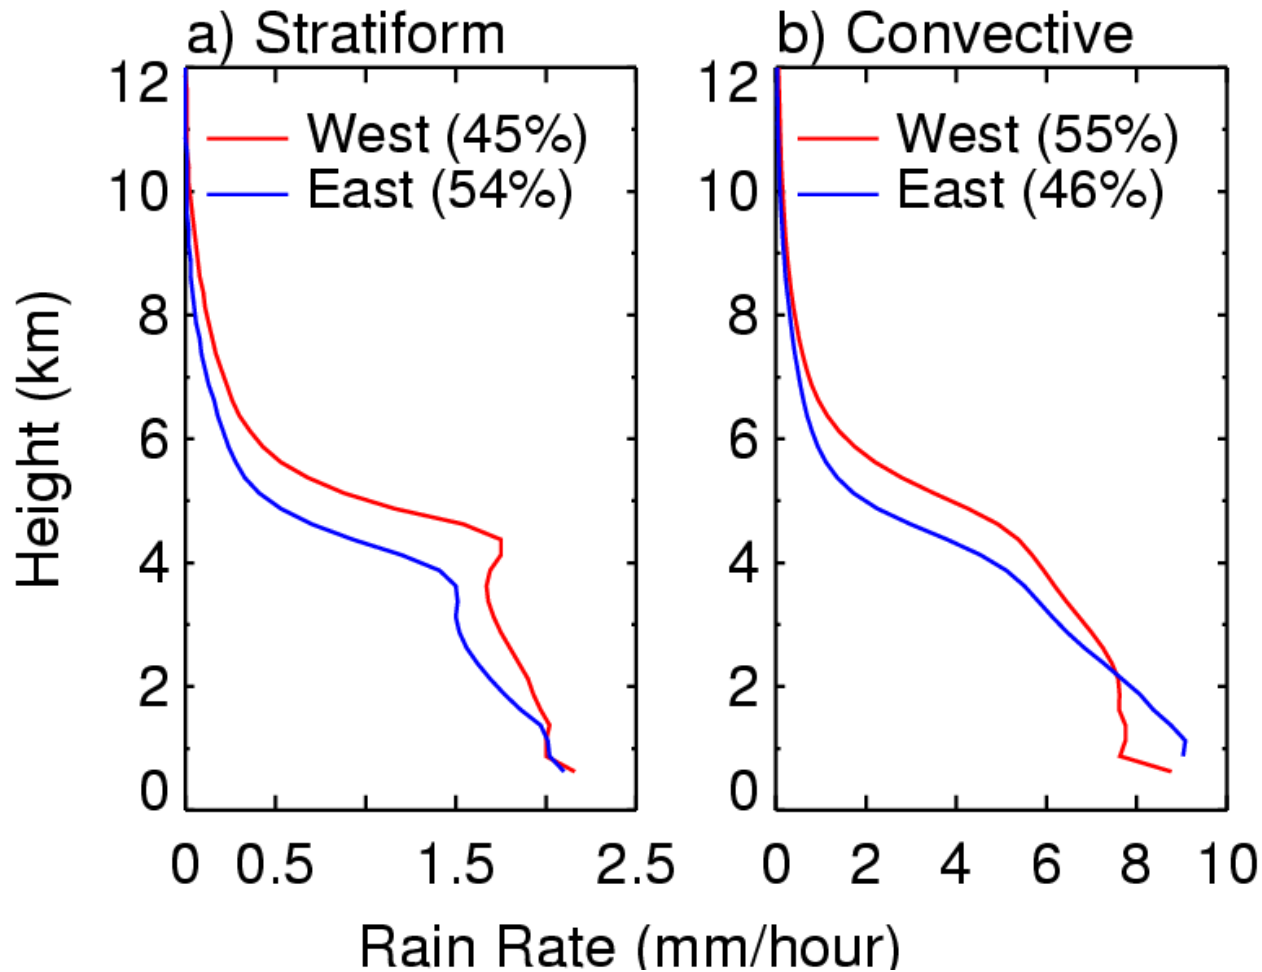 a) Stratiform
b) Convective
12
10
8
6
4
2
0
West (45%)
East (54%)
12
10
8
6
4
2
0
West (55%)
East (46%)
Height (km)
0 0.5 1.5 2.5
0 2 4 6 8 10
Rain Rate (mm/hour)